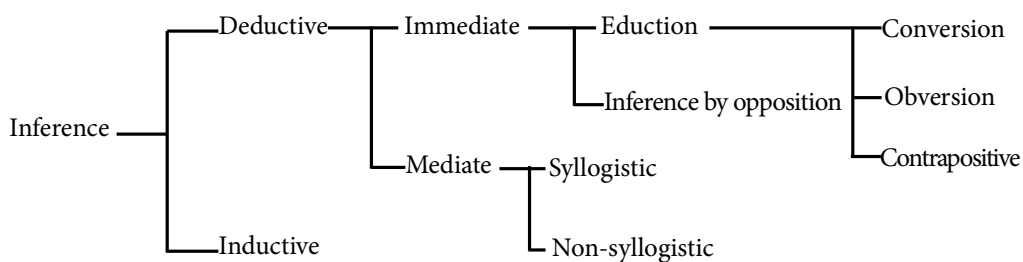 Deductive Immediate Eduction Conversion
Inference by opposition Obversion
Inference
Contrapositive
Mediate Syllogistic
Inductive Non-syllogistic